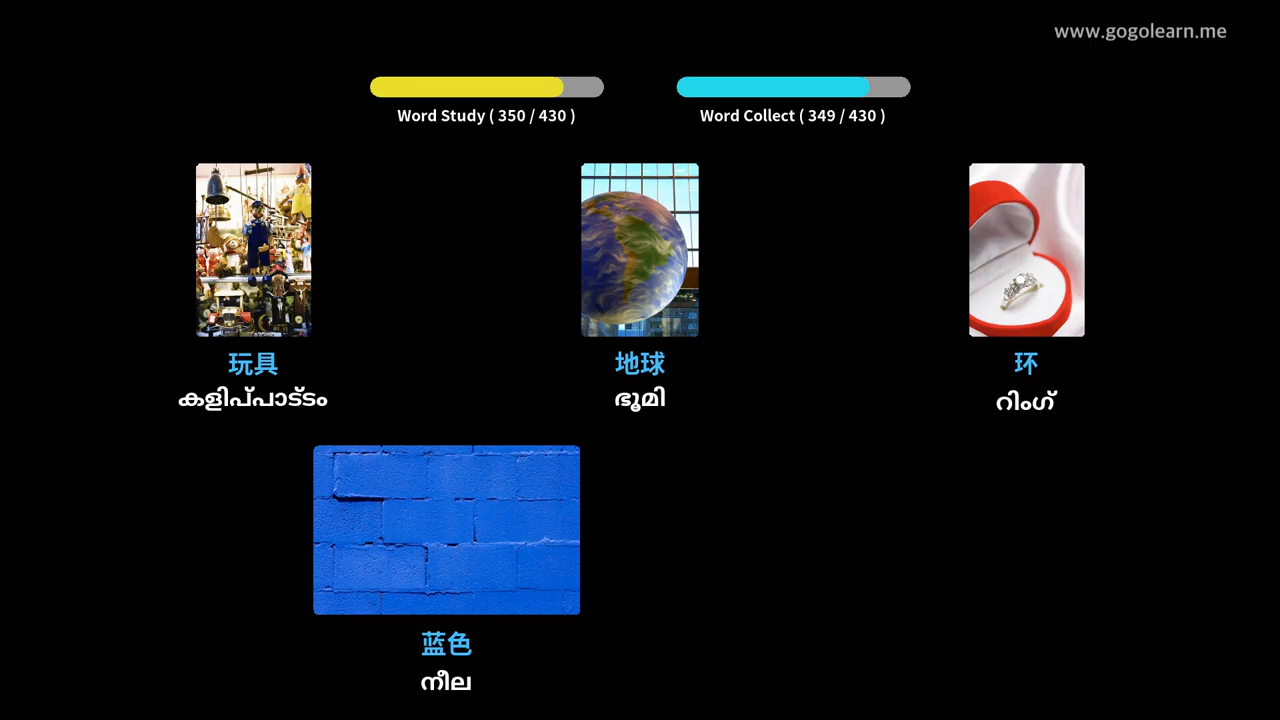 www.gogolearn.me
Word Study ( 350 / 430 )
Word Collect ( 349 / 430 )
玩具
കളിപ്പാട്ടം
地球
ഭൂമി
环
റിംഗ്
蓝色
നീല